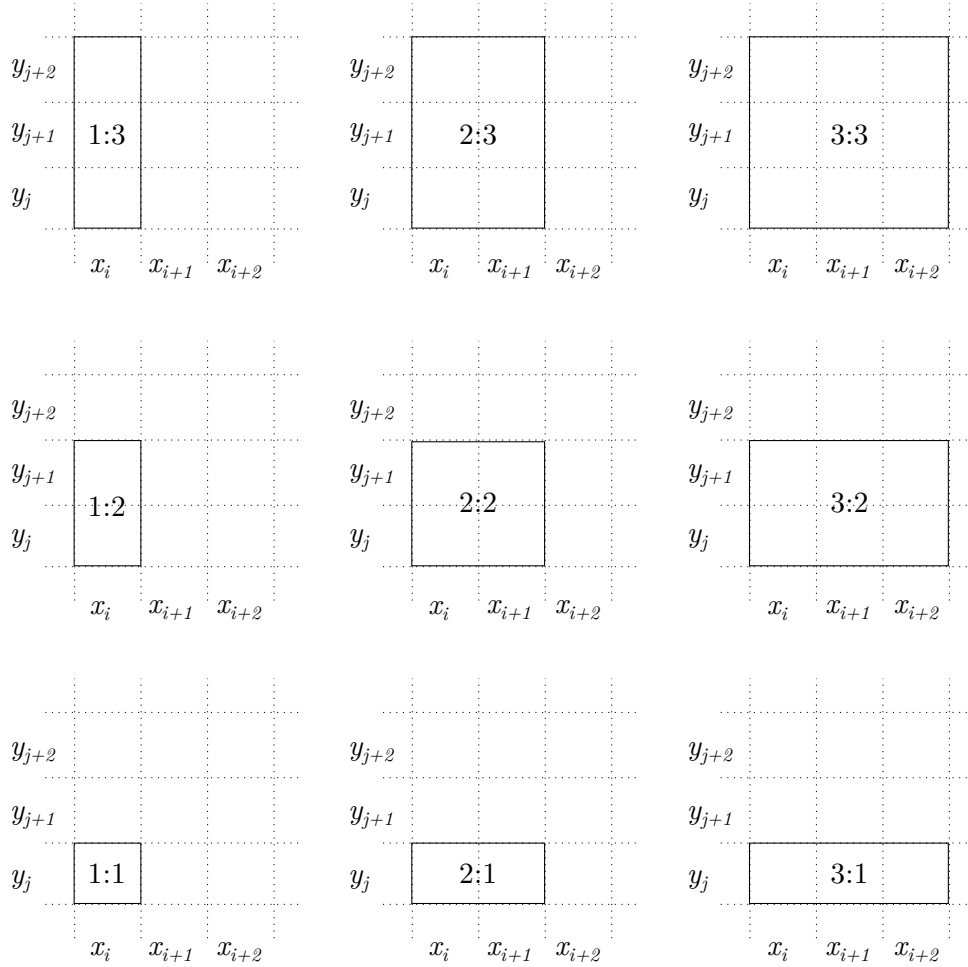 y_{j+2} y_{j+2} y_{j+2}
y_{j+1} 1:3 y_{j+1} 2:3 y_{j+1} 3:3
y_j y_j y_j
x_i x_{i+1} x_{i+2} x_i x_{i+1} x_{i+2} x_i x_{i+1} x_{i+2}
y_{j+2} y_{j+2} y_{j+2}
y_{j+1} y_{j+1} y_{j+1}
1:2 2:2 3:2
y_j y_j y_j
x_i x_{i+1} x_{i+2} x_i x_{i+1} x_{i+2} x_i x_{i+1} x_{i+2}
y_{j+2} y_{j+2} y_{j+2}
y_{j+1} y_{j+1} y_{j+1}
y_j 1:1 y_j 2:1 y_j 3:1
x_i x_{i+1} x_{i+2} x_i x_{i+1} x_{i+2} x_i x_{i+1} x_{i+2}